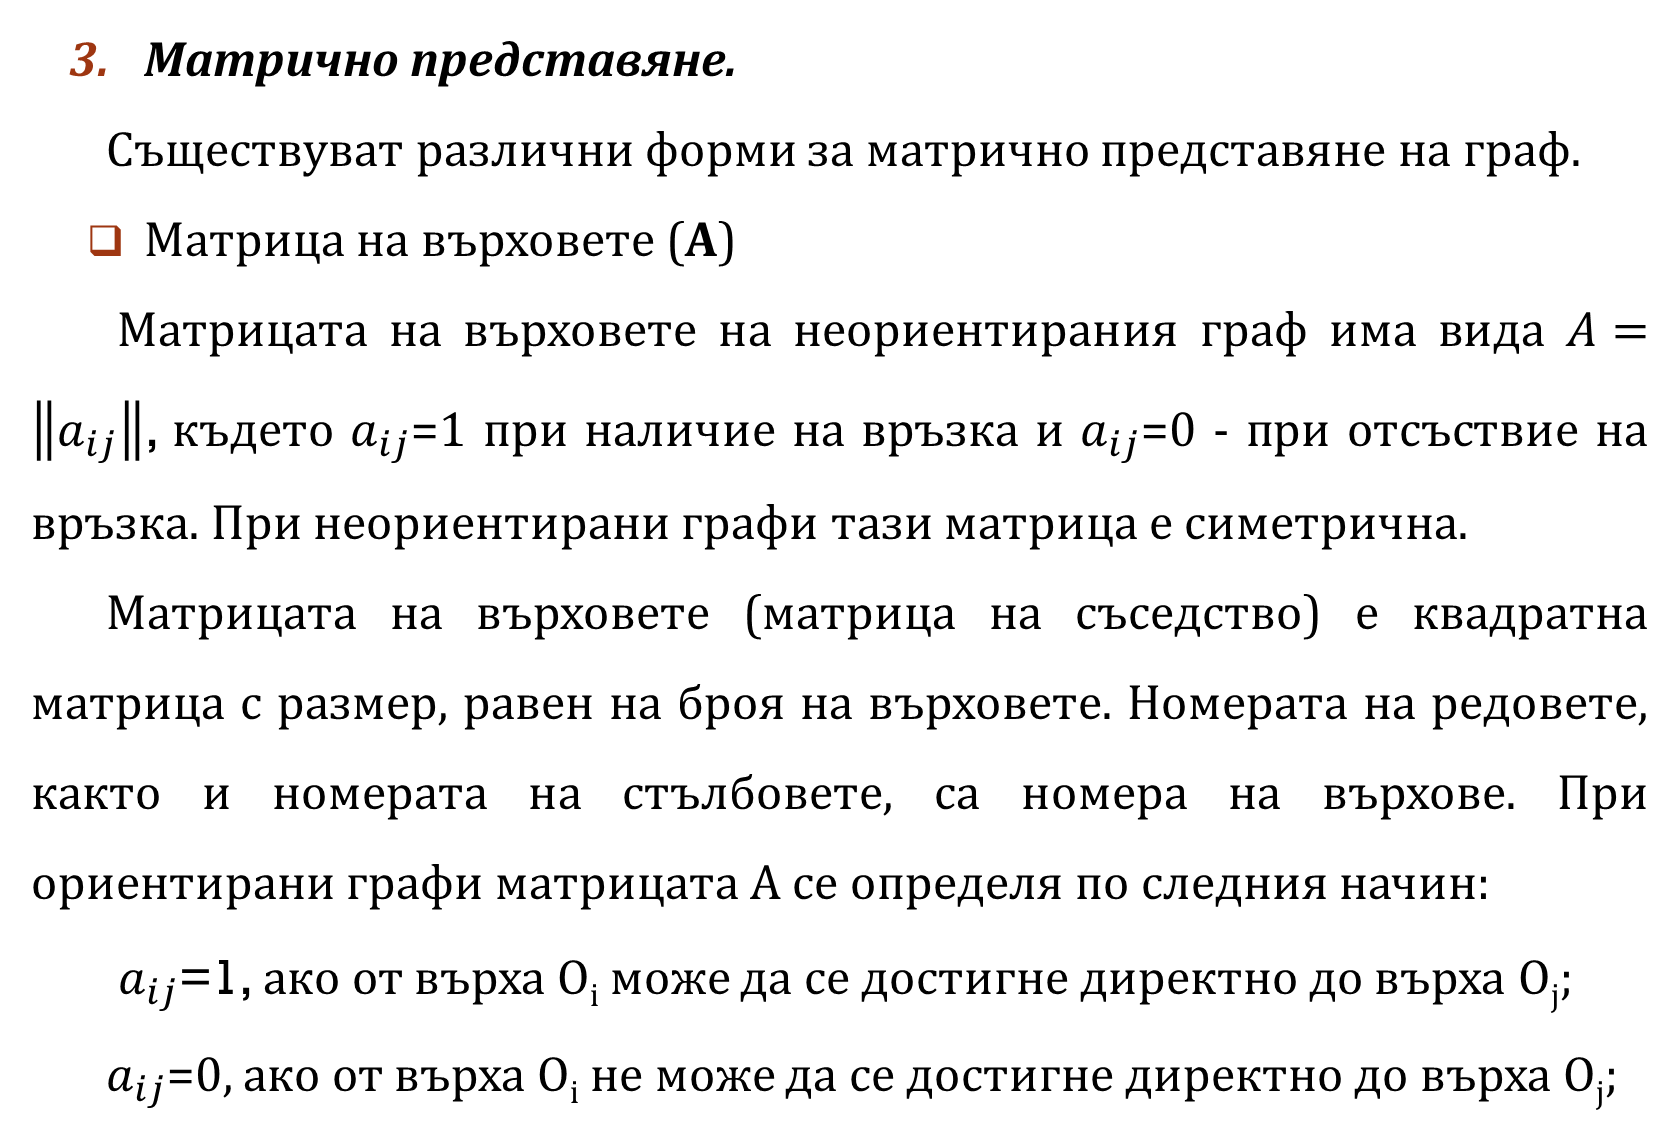 3. Матрично представяне.
Съществуват различни форми за матрично представяне на граф.
❑ Матрица на върховете (A)
Матрицата на върховете на неориентирания граф има вида A =
‖aᵢⱼ‖, където aᵢⱼ=1 при наличие на връзка и aᵢⱼ=0 - при отсъствие на
връзка. При неориентирани графи тази матрица е симетрична.
Матрицата на върховете (матрица на съседство) е квадратна
матрица с размер, равен на броя на върховете. Номерата на редовете,
както и номерата на стълбовете, са номера на върхове. При
ориентирани графи матрицата A се определя по следния начин:
aᵢⱼ=1, ако от върха Oᵢ може да се достигне директно до върха Oⱼ;
aᵢⱼ=0, ако от върха Oᵢ не може да се достигне директно до върха Oⱼ;